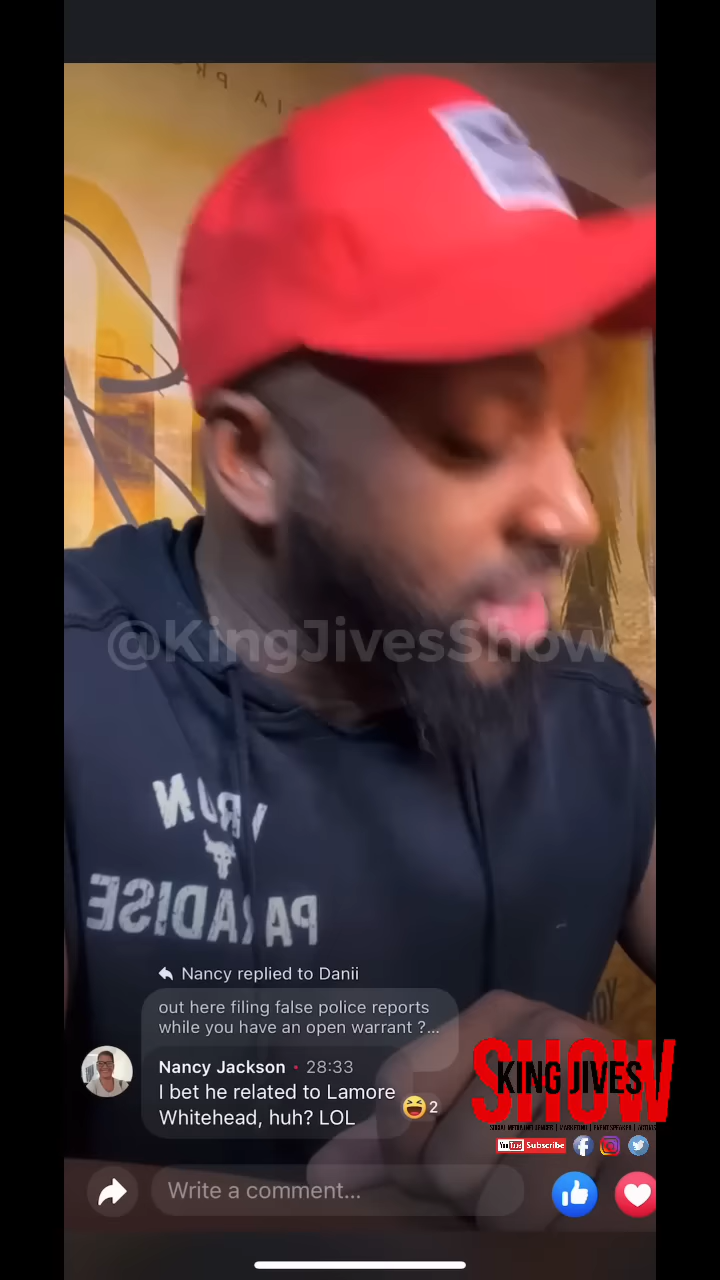 @KingJivesShow
IRON
PARADISE
Nancy replied to Danii
out here filing false police reports
while you have an open warrant ?...
Nancy Jackson • 28:33
I bet he related to Lamore
Whitehead, huh? LOL
2
SHOW
KING JIVES
YouTube Subscribe
Write a comment...